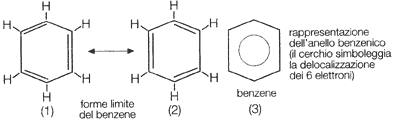 H H
H H
H H
(1)
forme limite
del benzene
H H
H H
H H
(2)
benzene
(3)
rappresentazione
dell'anello benzenico
(il cerchio simboleggia
la delocalizzazione
dei 6 elettroni)